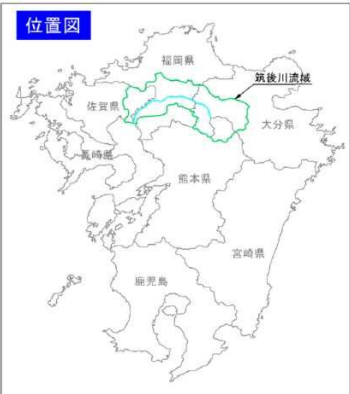 位置図
福岡県
筑後川流域
佐賀県
大分県
長崎県
熊本県
宮崎県
鹿児島